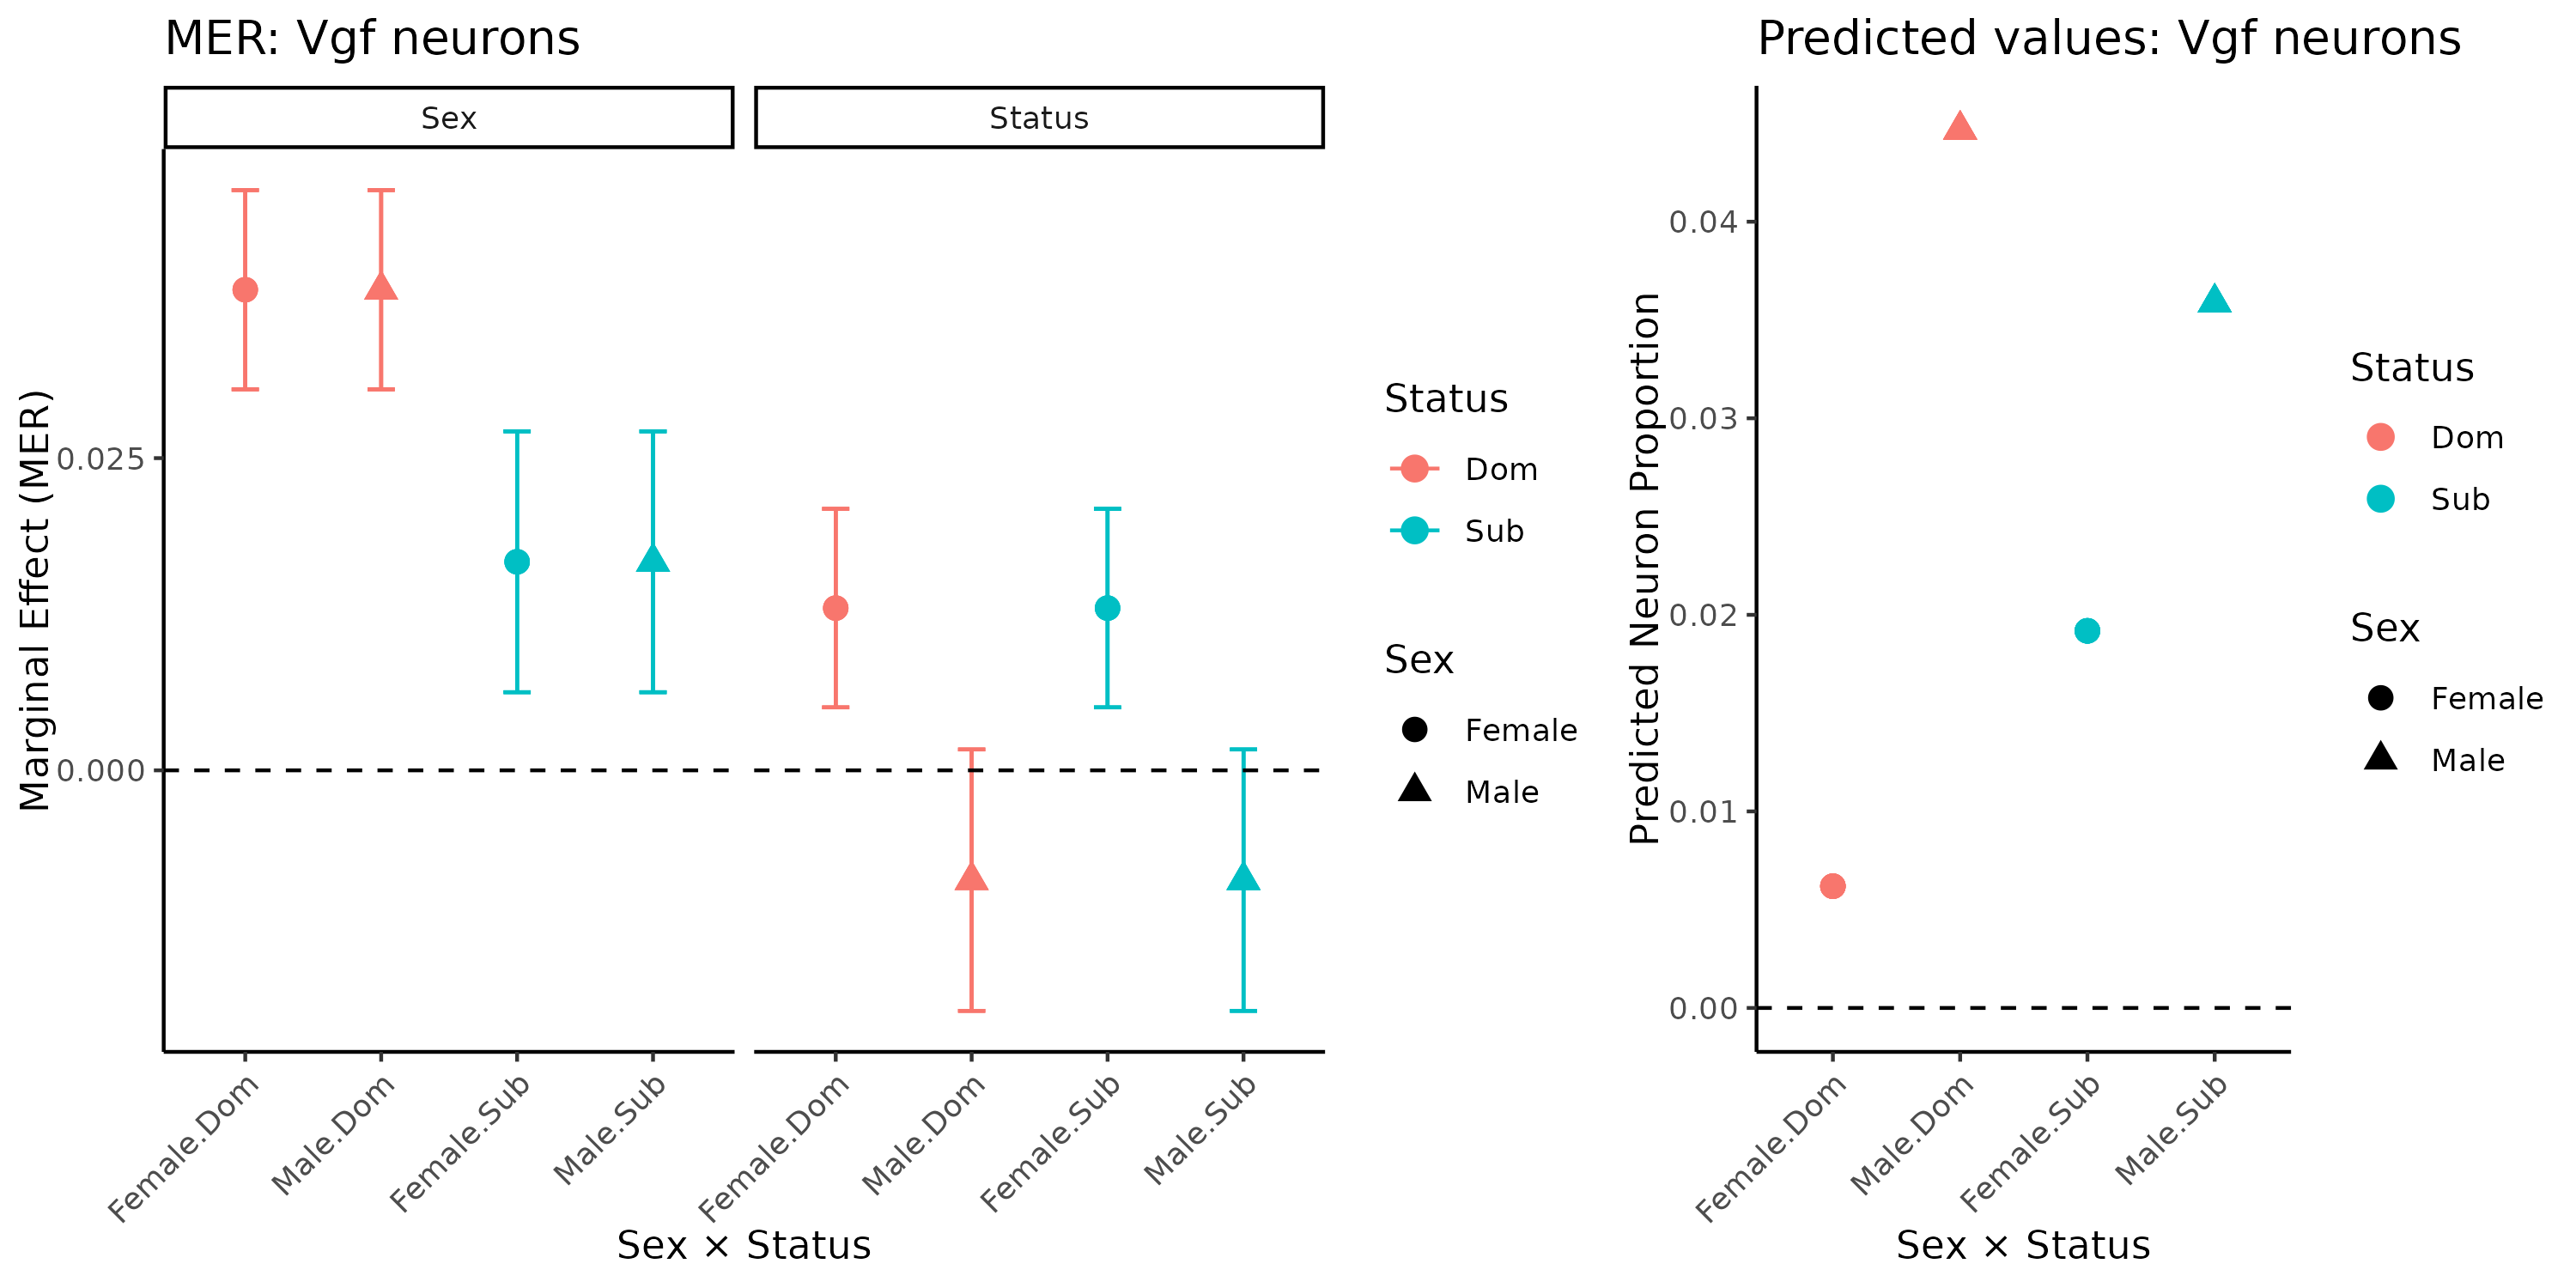 MER: Vgf neurons
Sex
Status
Marginal Effect (MER)
0.025
0.000
Female.Dom
Male.Dom
Female.Sub
Male.Sub
Female.Dom
Male.Dom
Female.Sub
Male.Sub
Sex × Status
Status
Dom
Sub
Sex
Female
Male
Predicted values: Vgf neurons
Predicted Neuron Proportion
0.04
0.03
0.02
0.01
0.00
Female.Dom
Male.Dom
Female.Sub
Male.Sub
Sex × Status
Status
Dom
Sub
Sex
Female
Male